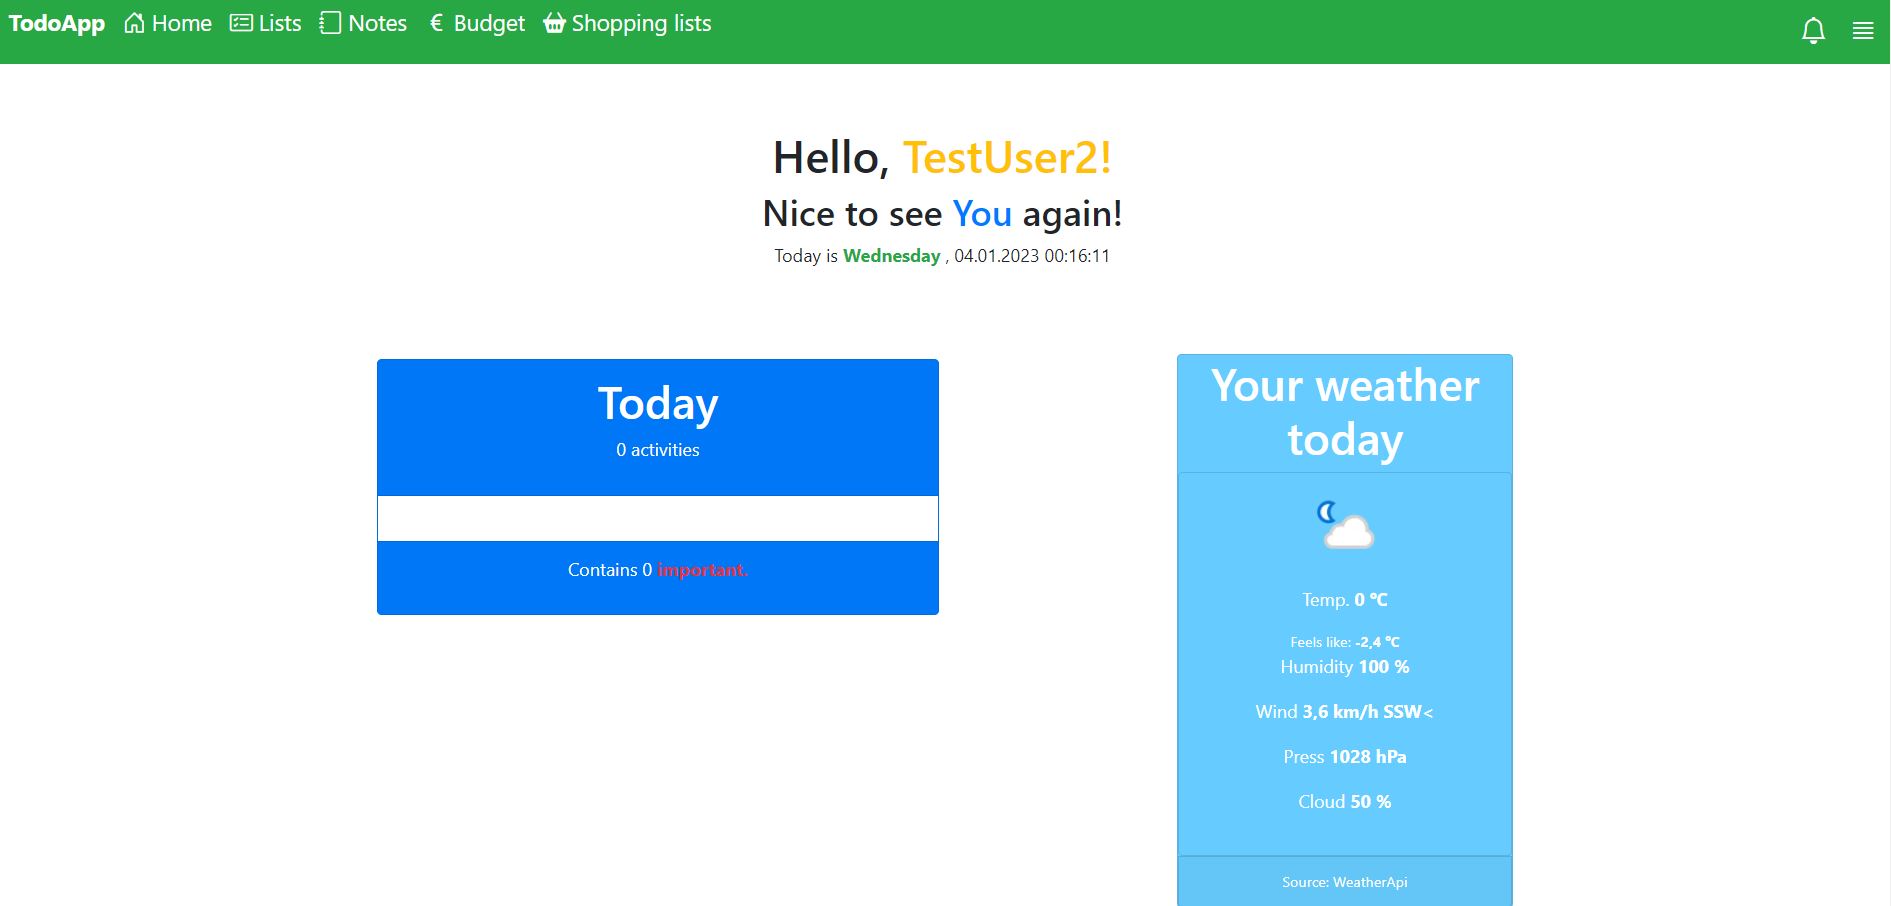 TodoApp Home Lists Notes € Budget Shopping lists
Hello, TestUser2!
Nice to see You again!
Today is Wednesday , 04.01.2023 00:16:11
Today
0 activities
Contains 0 important.
Your weather
today
Temp. 0 °C
Feels like: -2,4 °C
Humidity 100 %
Wind 3,6 km/h SSW<
Press 1028 hPa
Cloud 50 %
Source: WeatherApi